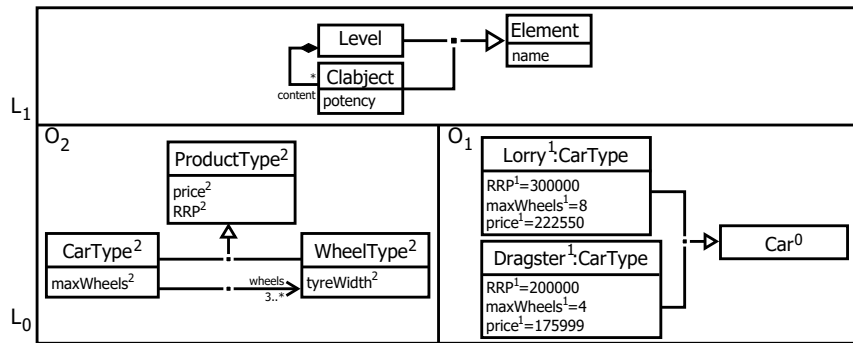 Level
Element
name
*
content
Clabject
potency
L₁
O₂
ProductType²
price²
RRP²
CarType²
maxWheels²
WheelType²
tyreWidth²
wheels
3..*
L₀
O₁
Lorry¹:CarType
RRP¹=300000
maxWheels¹=8
price¹=222550
Dragster¹:CarType
RRP¹=200000
maxWheels¹=4
price¹=175999
Car⁰